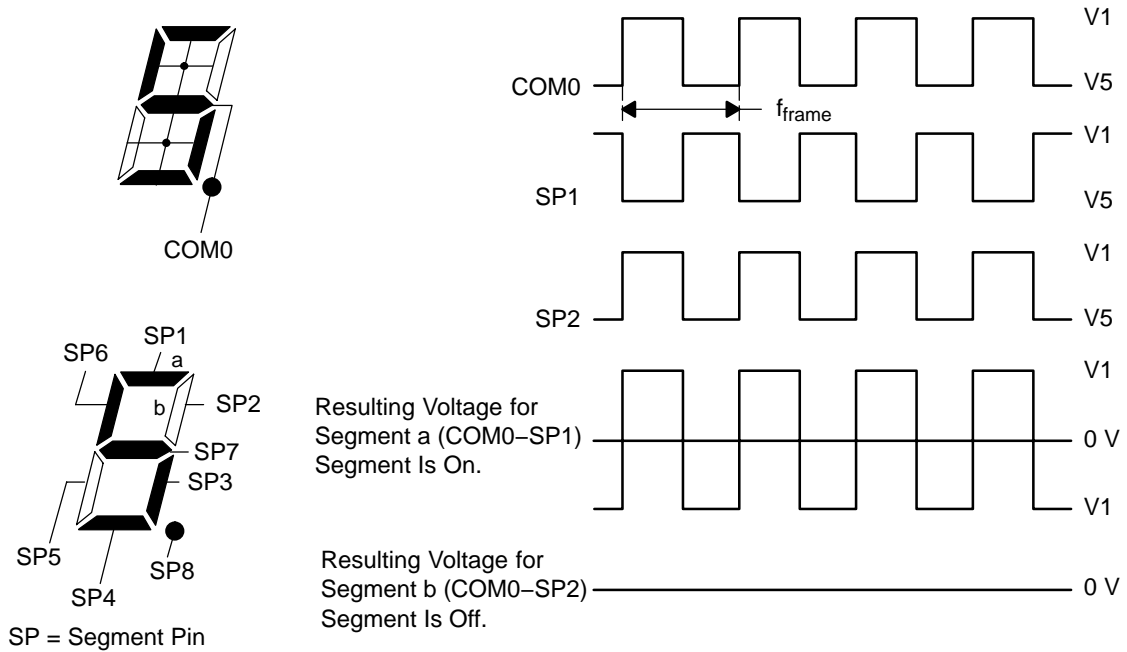 COM0
SP1
a
SP6
b
SP2
SP7
SP3
SP5
SP8
SP4
SP = Segment Pin
V1
COM0
V5
fframe
V1
SP1
V5
V1
SP2
V5
V1
Resulting Voltage for
Segment a (COM0−SP1)
Segment Is On.
0 V
V1
Resulting Voltage for
Segment b (COM0−SP2)
Segment Is Off.
0 V